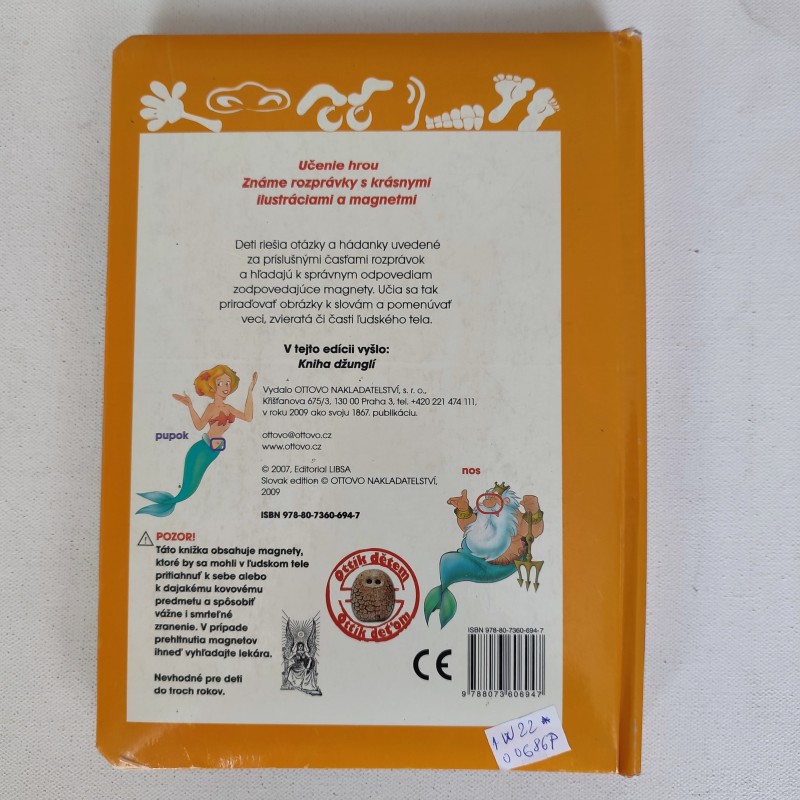 Učenie hrou
Známe rozprávky s krásnymi
ilustráciami a magnetmi
Deti riešia otázky a hádanky uvedené
za príslušnými časťami rozprávok
a hľadajú k správnym odpovediam
zodpovedajúce magnety. Učia sa tak
priraďovať obrázky k slovám a pomenúvať
veci, zvieratá či časti ľudského tela.
V tejto edícii vyšlo:
Kniha džunglí
Vydalo OTTOVO NAKLADATELSTVÍ, s. r. o.,
Křišťanova 675/3, 130 00 Praha 3, tel. +420 221 474 111,
v roku 2009 ako svoju 1867. publikáciu.
pupok
ottovo@ottovo.cz
www.ottovo.cz
© 2007, Editorial LIBSA
Slovak edition © OTTOVO NAKLADATELSTVÍ,
2009
nos
ISBN 978-80-7360-694-7
POZOR!
Táto knižka obsahuje magnety,
ktoré by sa mohli v ľudskom tele
pritiahnuť k sebe alebo
k dajakému kovovému
predmetu a spôsobiť
vážne i smrteľné
zranenie. V prípade
prehltnutia magnetov
ihneď vyhľadajte lekára.
Nevhodné pre deti
do troch rokov.
Ottík dětem
Ottík deťom
CE
ISBN 978-80-7360-694-7
9 788073 606947
1 W22 *
00686P